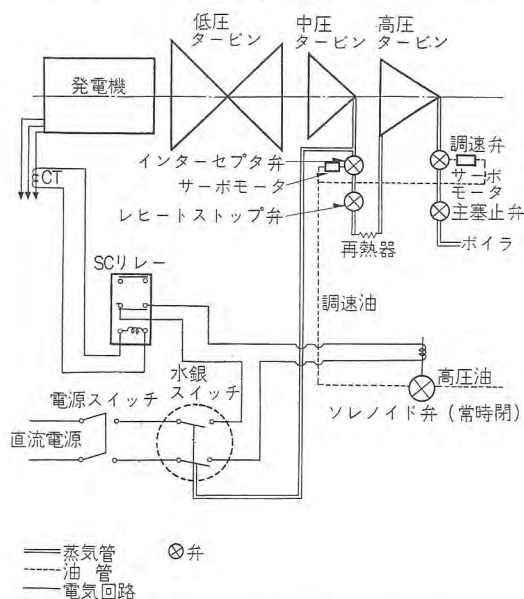 低圧
タービン
中圧
タービン
高圧
タービン
発電機
インターセプタ弁
サーボモータ
レヒートストップ弁
調速弁
サーボ
モータ
主塞止弁
ボイラ
再熱器
CT
SCリレー
調速油
水銀
スイッチ
電源スイッチ
直流電源
高圧油
ソレノイド弁（常時閉）
蒸気管
弁
油管
電気回路